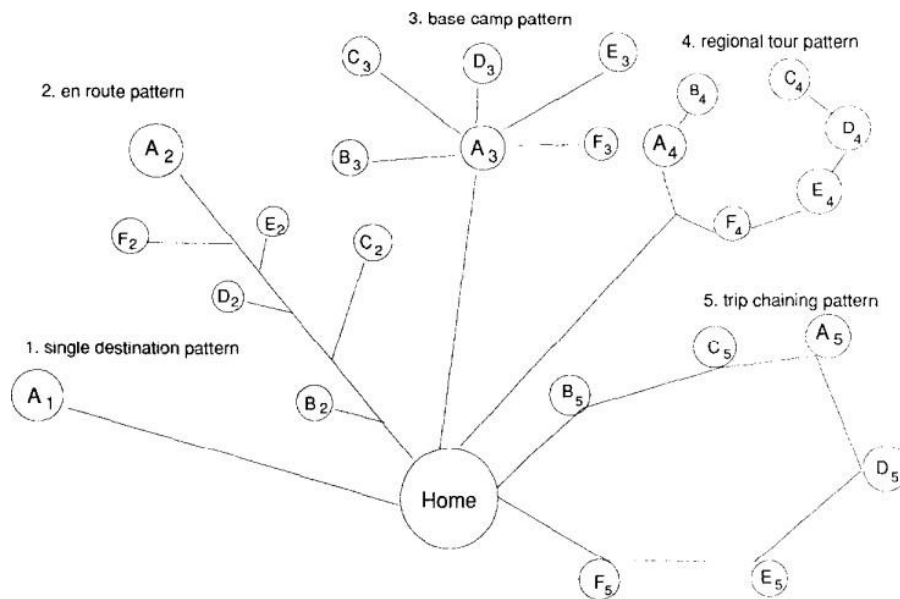 3. base camp pattern
C3
D3
E3
B3
A3
F3
4. regional tour pattern
B4
C4
A4
D4
E4
F4
2. en route pattern
A2
F2
E2
C2
D2
B2
1. single destination pattern
A1
5. trip chaining pattern
A5
C5
B5
D5
E5
F5
Home